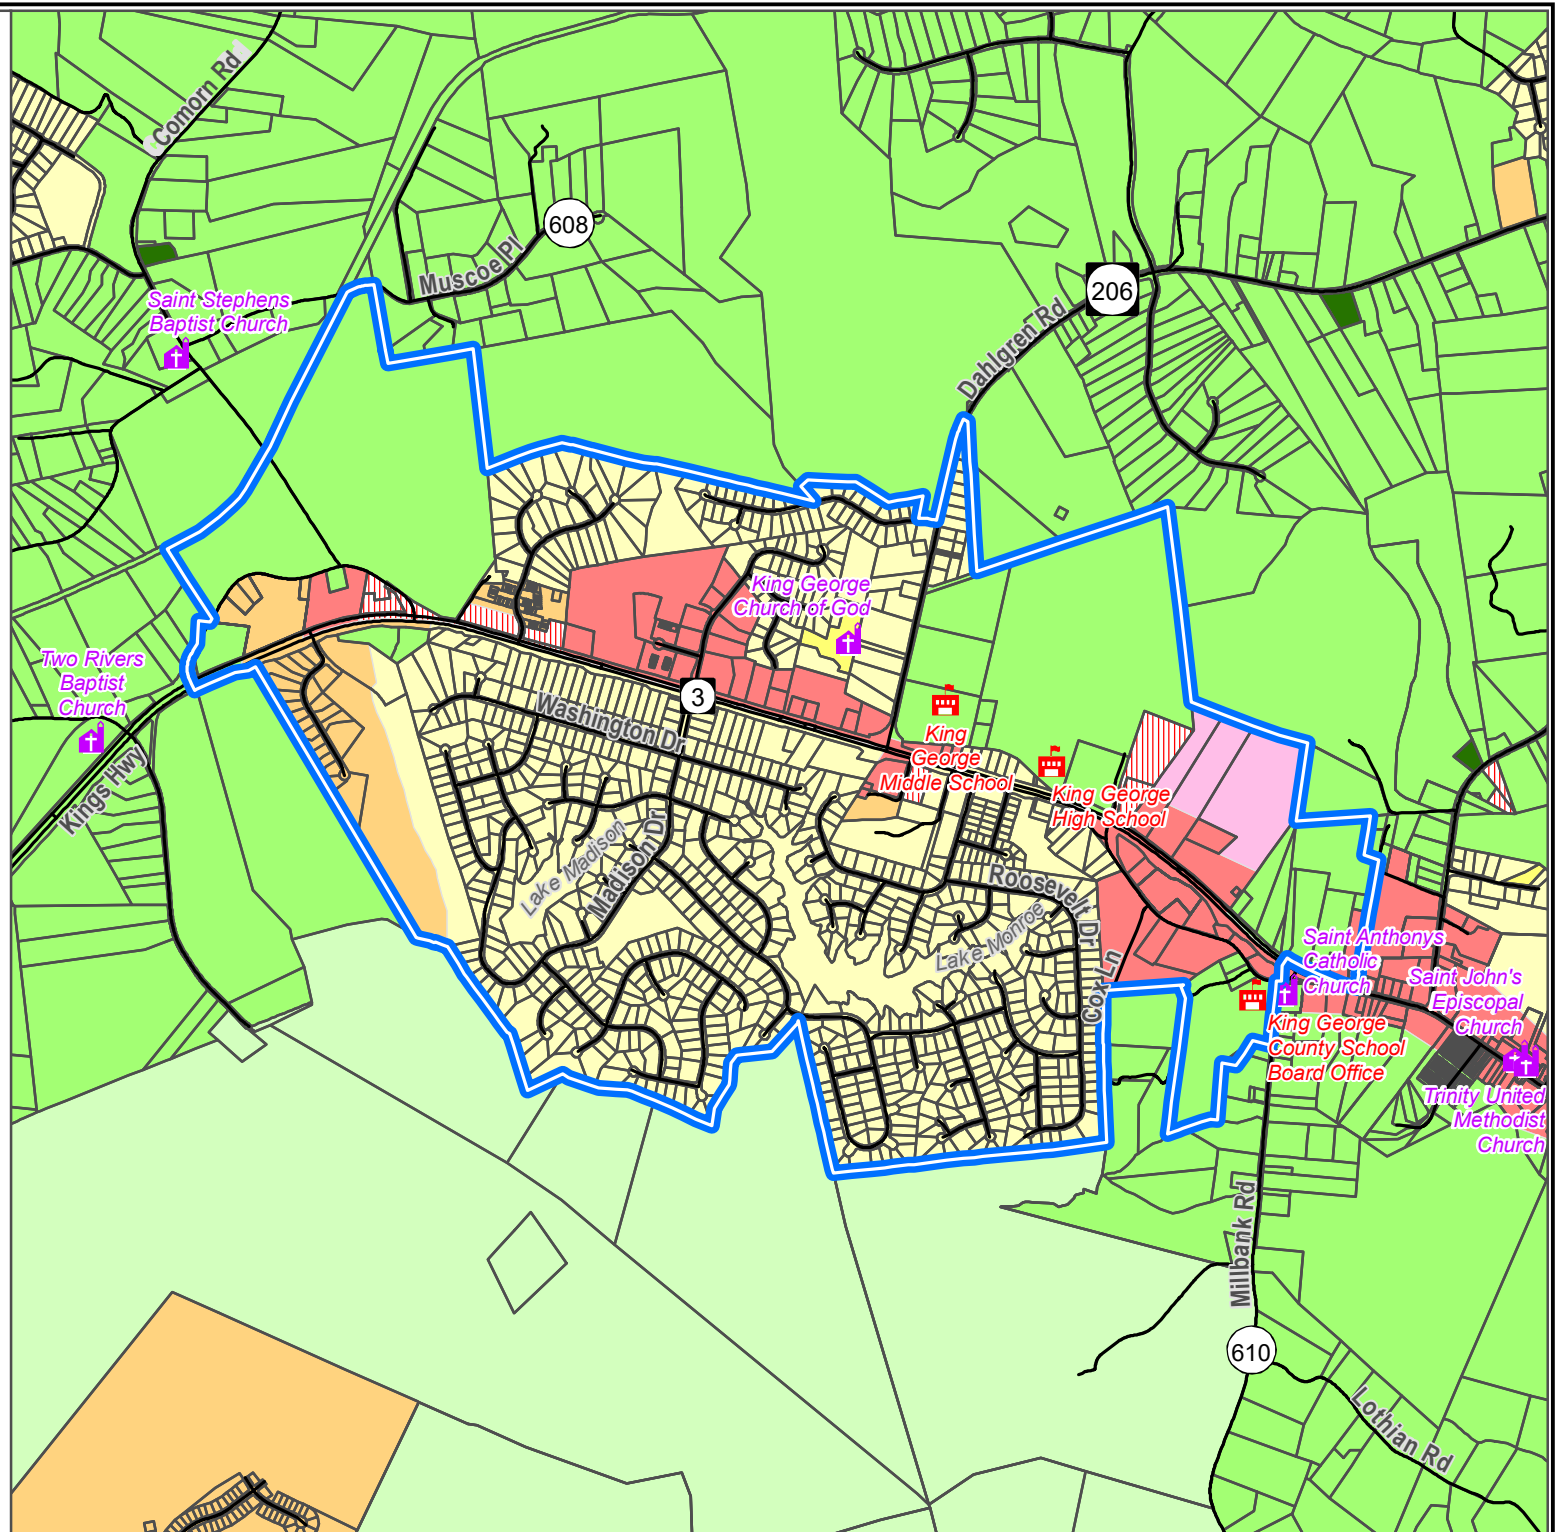 Comorn Rd
608
Muscoe Pl
206
Saint Stephens
Baptist Church
Dahlgren Rd
King George
Church of God
Two Rivers
Baptist
Church
3
Washington Dr
King
George
Middle School
Kings Hwy
King George
High School
Lake Madison
Madison Dr
Roosevelt Dr
Lake Monroe
Cox Ln
Saint Anthonys
Catholic
Church
Saint John's
Episcopal
Church
King George
County School
Board Office
Trinity United
Methodist
Church
Millbank Rd
610
Lothian Rd